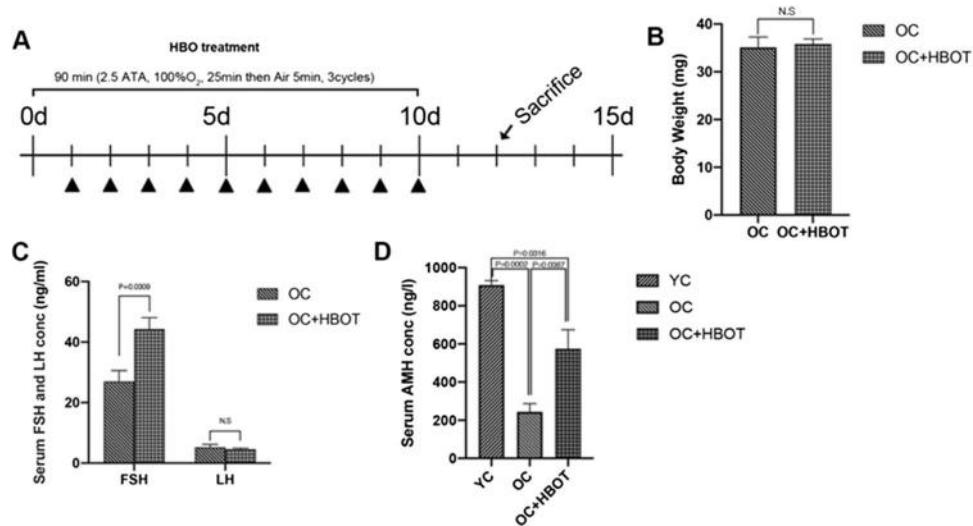 A
HBO treatment
90 min (2.5 ATA, 100%O₂, 25min then Air 5min, 3cycles)
0d 5d 10d 15d
Sacrifice
B
Body Weight (mg)
40
30
20
10
0
N.S
OC OC+HBOT
OC
OC+HBOT
C
Serum FSH and LH conc (ng/ml)
60
40
20
0
P=0.0009
N.S
FSH LH
OC
OC+HBOT
D
Serum AMH conc (ng/l)
1000
800
600
400
200
0
P=0.0016
P=0.0002 P=0.0087
YC OC OC+HBOT
YC
OC
OC+HBOT